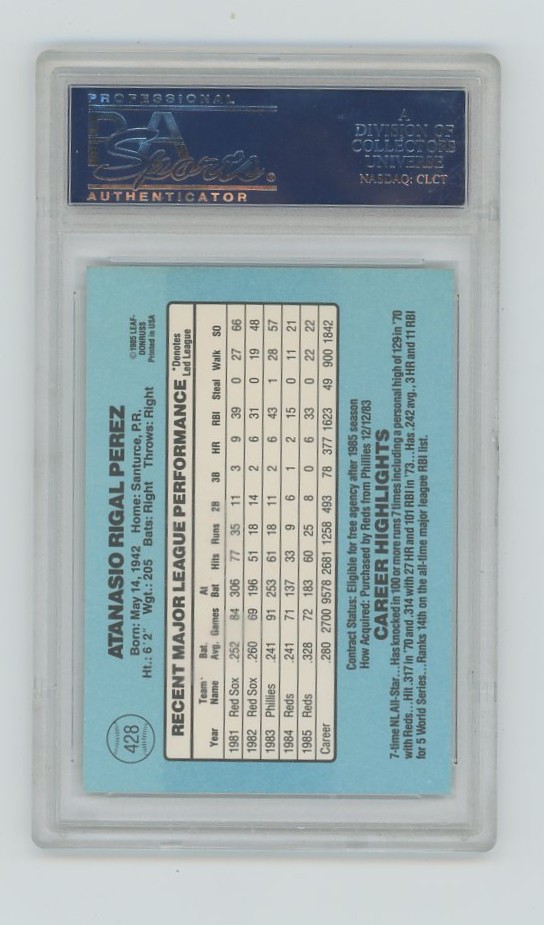 PROFESSIONAL
PSA
Sports®
AUTHENTICATOR
A
DIVISION OF
COLLECTORS
UNIVERSE
NASDAQ: CLCT
428
ATANASIO RIGAL PEREZ
Born: May 14, 1942 Home: Santurce, P.R.
Ht.: 6' 2" Wgt.: 205 Bats: Right Throws: Right
©1985 LEAF-
DONRUSS
Printed in USA
RECENT MAJOR LEAGUE PERFORMANCE *Denotes Led League
Year Team Name Bat. Avg. Games At Bat Hits Runs 2B 3B HR RBI Steal Walk SO
1981 Red Sox .252 84 306 77 35 11 3 9 39 0 27 66
1982 Red Sox .260 69 196 51 18 14 2 6 31 0 19 48
1983 Phillies .241 91 253 61 18 11 2 6 43 1 28 57
1984 Reds .241 71 137 33 9 6 1 2 15 0 11 21
1985 Reds .328 72 183 60 25 8 0 6 33 0 22 22
Career .280 2700 9578 2681 1258 493 78 377 1623 49 900 1842
Contract Status: Eligible for free agency after 1985 season
How Acquired: Purchased by Reds from Phillies 12/12/83
CAREER HIGHLIGHTS
7-time NL All-Star...Has knocked in 100 or more runs 7 times including a personal high of 129 in '70
with Reds...Hit .317 in '70 and .314 with 27 HR and 101 RBI in '73...Has .242 avg., 3 HR and 11 RBI
for 5 World Series...Ranks 14th on the all-time major league RBI list.